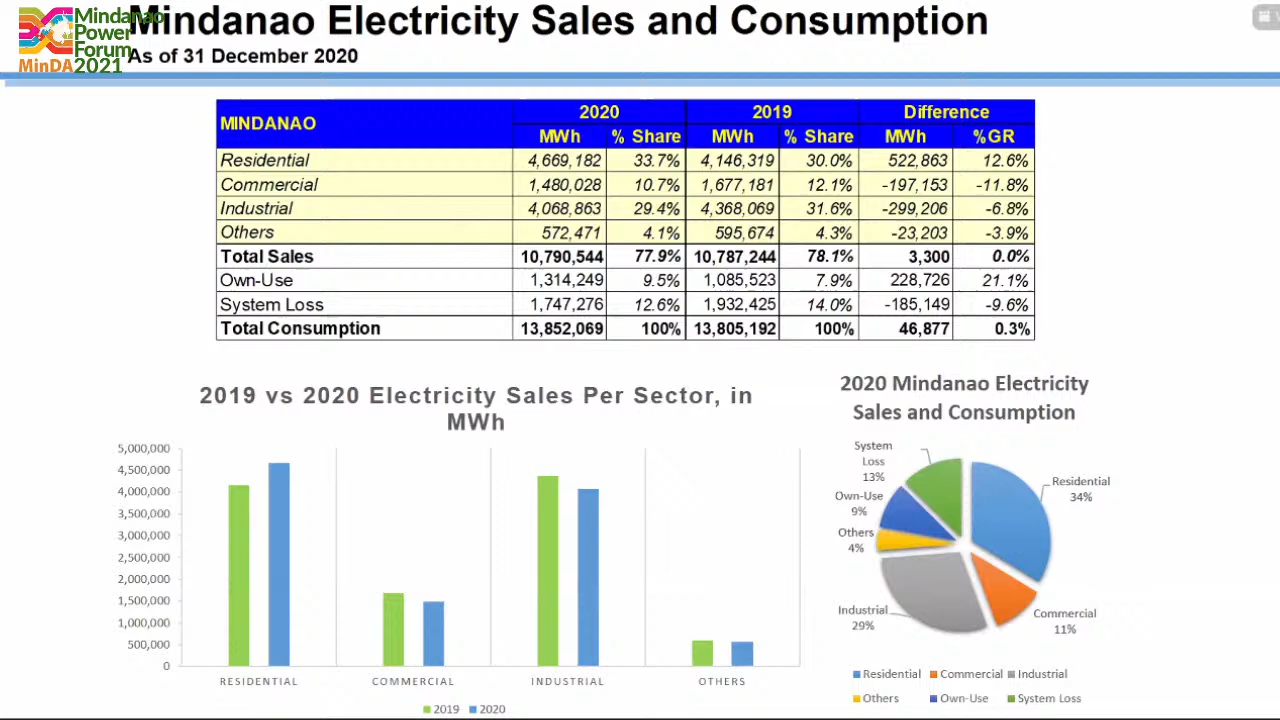 Mindanao
Power
Forum
MinDA 2021
Mindanao Electricity Sales and Consumption
As of 31 December 2020
MINDANAO 2020 2019 Difference
MWh % Share MWh % Share MWh %GR
Residential 4,669,182 33.7% 4,146,319 30.0% 522,863 12.6%
Commercial 1,480,028 10.7% 1,677,181 12.1% -197,153 -11.8%
Industrial 4,068,863 29.4% 4,368,069 31.6% -299,206 -6.8%
Others 572,471 4.1% 595,674 4.3% -23,203 -3.9%
Total Sales 10,790,544 77.9% 10,787,244 78.1% 3,300 0.0%
Own-Use 1,314,249 9.5% 1,085,523 7.9% 228,726 21.1%
System Loss 1,747,276 12.6% 1,932,425 14.0% -185,149 -9.6%
Total Consumption 13,852,069 100% 13,805,192 100% 46,877 0.3%
2019 vs 2020 Electricity Sales Per Sector, in
MWh
5,000,000
4,500,000
4,000,000
3,500,000
3,000,000
2,500,000
2,000,000
1,500,000
1,000,000
500,000
0
RESIDENTIAL COMMERCIAL INDUSTRIAL OTHERS
2019 2020
2020 Mindanao Electricity
Sales and Consumption
System
Loss
13%
Residential
34%
Own-Use
9%
Others
4%
Industrial
29%
Commercial
11%
Residential Commercial Industrial
Others Own-Use System Loss